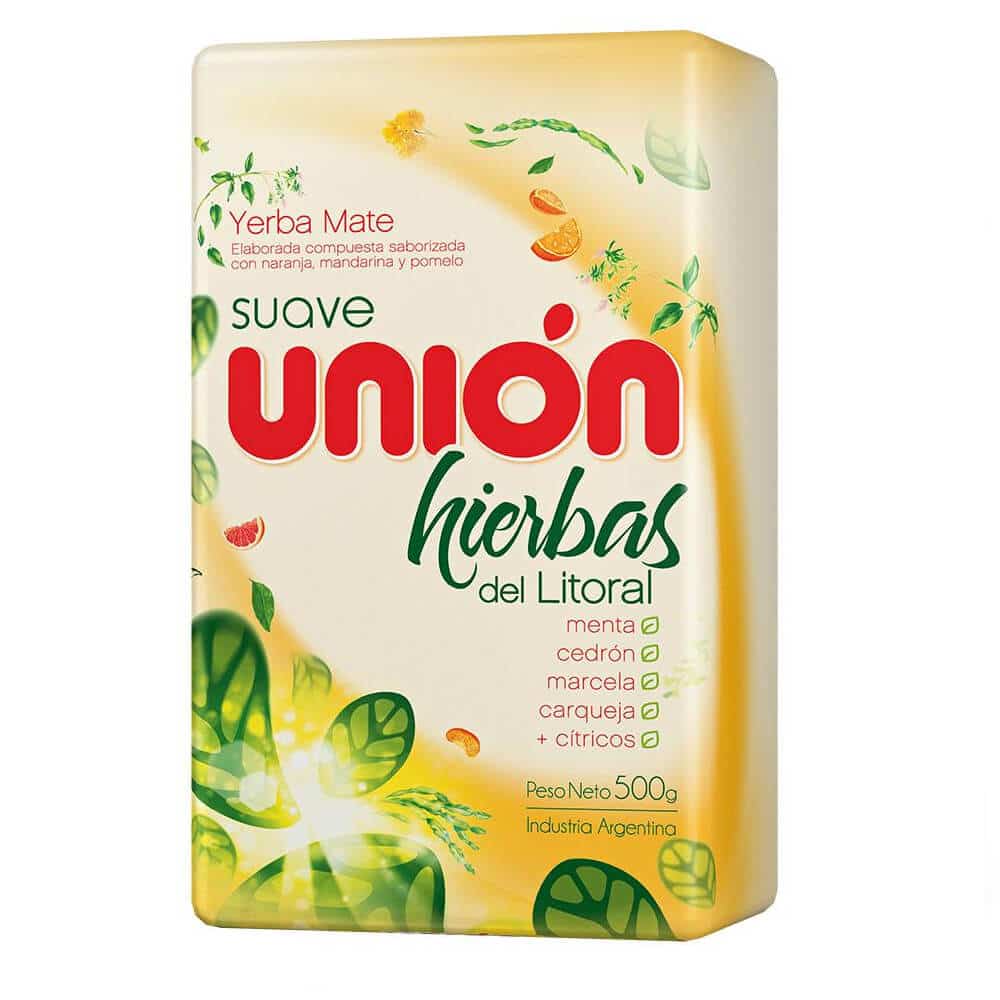 Yerba Mate
Elaborada compuesta saborizada
con naranja, mandarina y pomelo
suave
unión
hierbas
del Litoral
menta
cedrón
marcela
carqueja
+ cítricos
Peso Neto 500g
Industria Argentina